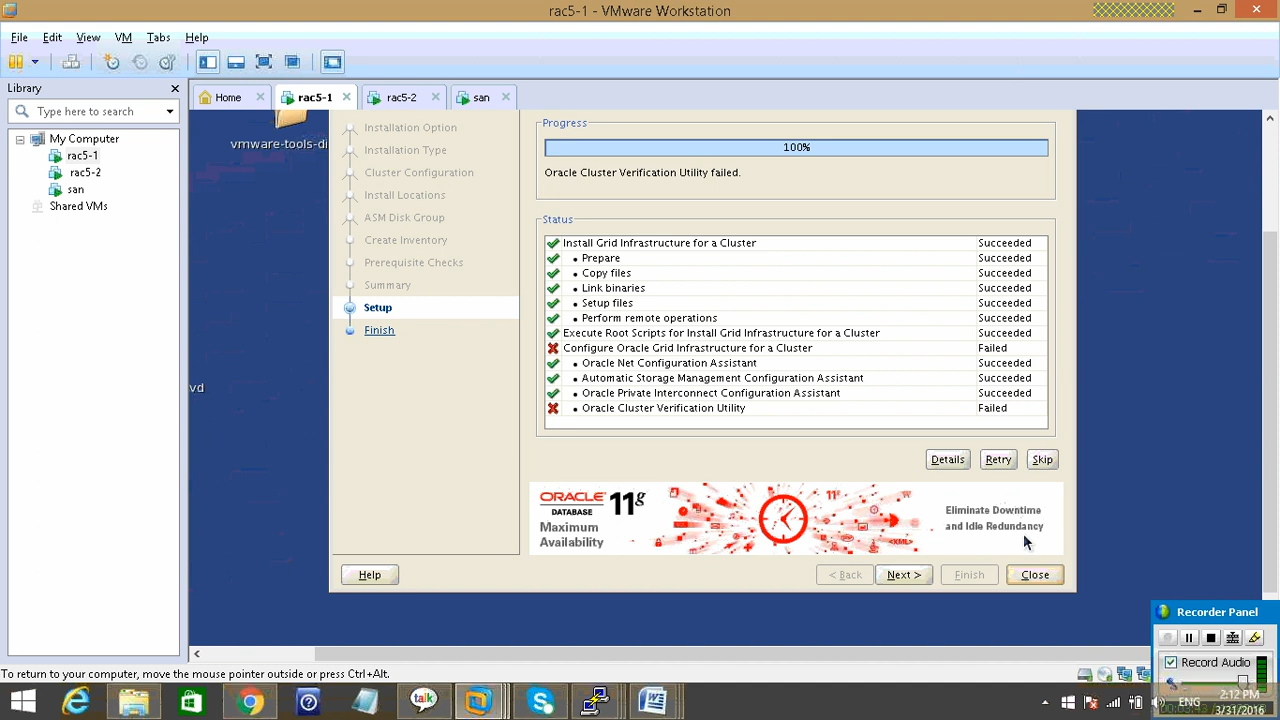 rac5-1 - VMware Workstation
File Edit View VM Tabs Help
Library
Type here to search
My Computer
rac5-1
rac5-2
san
Shared VMs
Home rac5-1 rac5-2 san
vmware-tools-di
vd
Installation Option
Installation Type
Cluster Configuration
Install Locations
ASM Disk Group
Create Inventory
Prerequisite Checks
Summary
Setup
Finish
Progress
100%
Oracle Cluster Verification Utility failed.
Status
Install Grid Infrastructure for a Cluster Succeeded
• Prepare Succeeded
• Copy files Succeeded
• Link binaries Succeeded
• Setup files Succeeded
• Perform remote operations Succeeded
Execute Root Scripts for Install Grid Infrastructure for a Cluster Succeeded
Configure Oracle Grid Infrastructure for a Cluster Failed
• Oracle Net Configuration Assistant Succeeded
• Automatic Storage Management Configuration Assistant Succeeded
• Oracle Private Interconnect Configuration Assistant Succeeded
• Oracle Cluster Verification Utility Failed
Details Retry Skip
ORACLE 11g
DATABASE
Maximum
Availability
11g
<XML>
Eliminate Downtime
and Idle Redundancy
Help < Back Next > Finish Close
Recorder Panel
Record Audio
To return to your computer, move the mouse pointer outside or press Ctrl+Alt.
talk
ENG
2:12 PM
3/31/2016